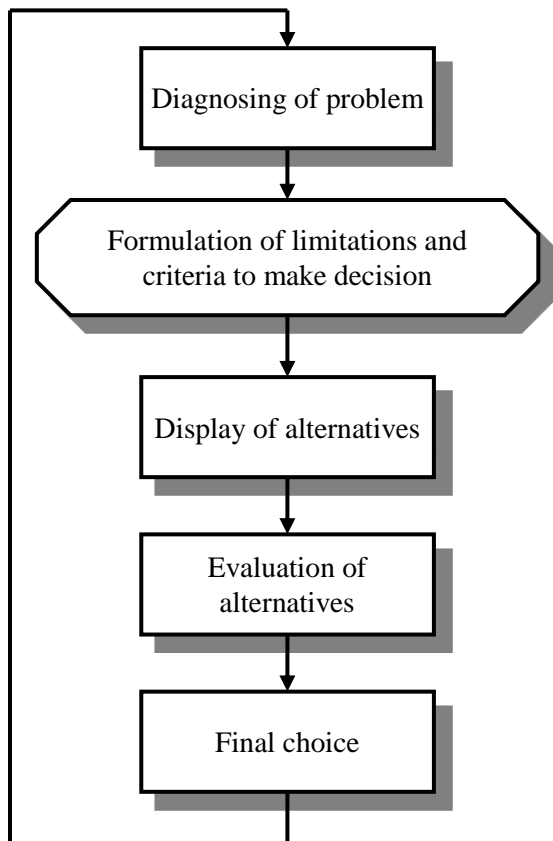 Diagnosing of problem
Formulation of limitations and
criteria to make decision
Display of alternatives
Evaluation of
alternatives
Final choice